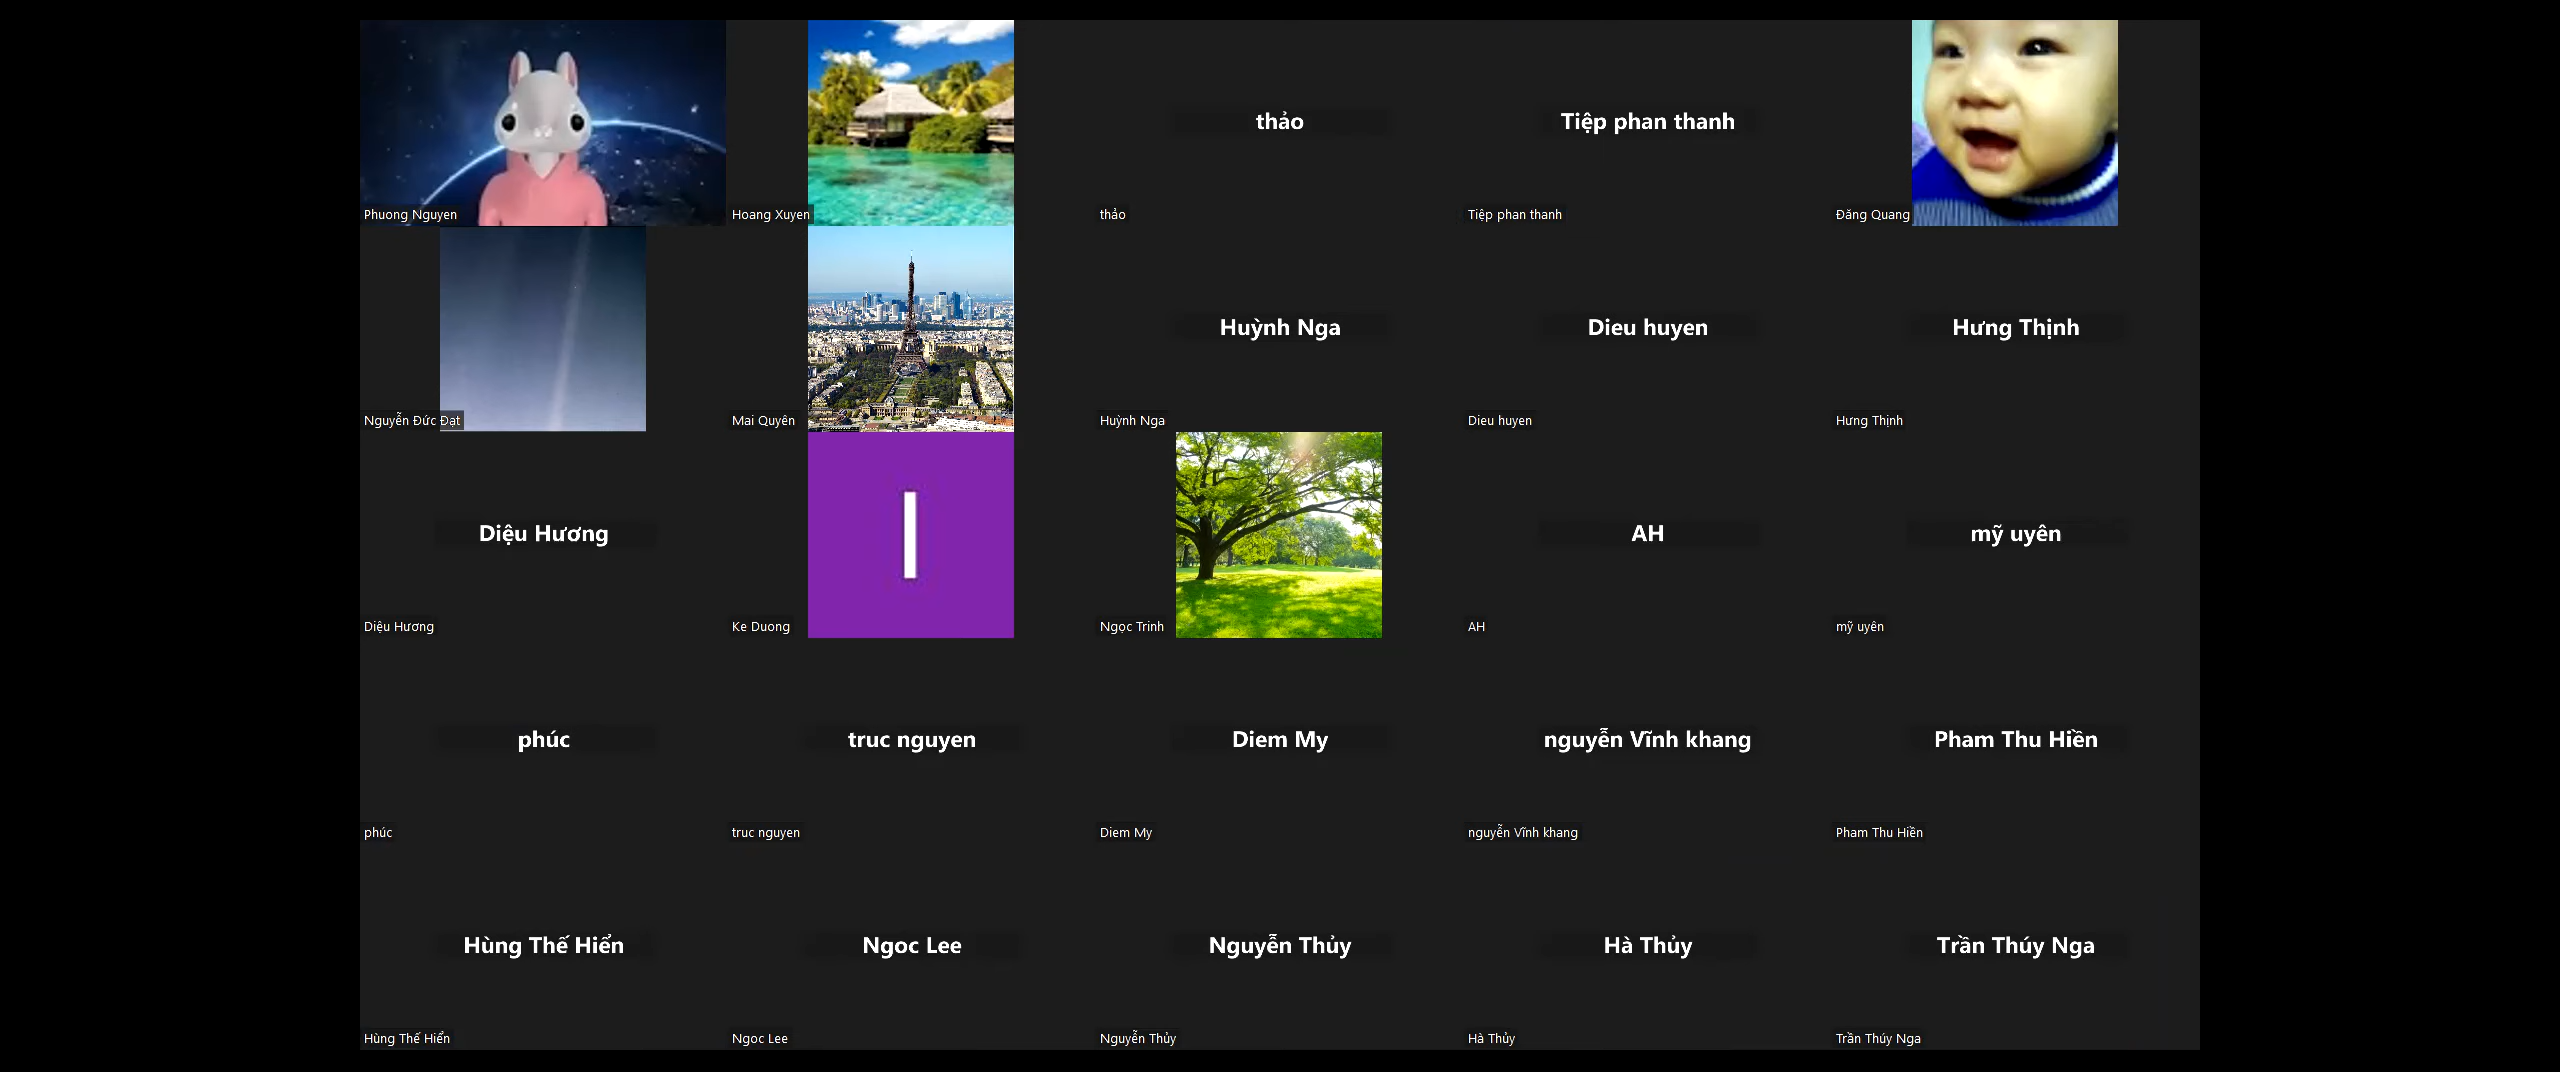 Phuong Nguyen
Hoang Xuyen
thảo
thảo
Tiệp phan thanh
Tiệp phan thanh
Đăng Quang
Nguyễn Đức Đạt
Mai Quyên
Huỳnh Nga
Huỳnh Nga
Dieu huyen
Dieu huyen
Hưng Thịnh
Hưng Thịnh
Diệu Hương
Diệu Hương
I
Ke Duong
Ngọc Trinh
AH
AH
mỹ uyên
mỹ uyên
phúc
phúc
truc nguyen
truc nguyen
Diem My
Diem My
nguyễn Vĩnh khang
nguyễn Vĩnh khang
Pham Thu Hiền
Pham Thu Hiền
Hùng Thế Hiển
Hùng Thế Hiển
Ngoc Lee
Ngoc Lee
Nguyễn Thủy
Nguyễn Thủy
Hà Thủy
Hà Thủy
Trần Thúy Nga
Trần Thúy Nga